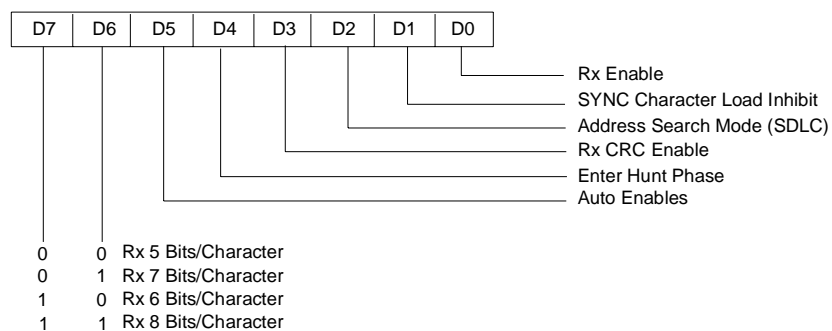 D7 D6 D5 D4 D3 D2 D1 D0
Rx Enable
SYNC Character Load Inhibit
Address Search Mode (SDLC)
Rx CRC Enable
Enter Hunt Phase
Auto Enables
0 0 Rx 5 Bits/Character
0 1 Rx 7 Bits/Character
1 0 Rx 6 Bits/Character
1 1 Rx 8 Bits/Character